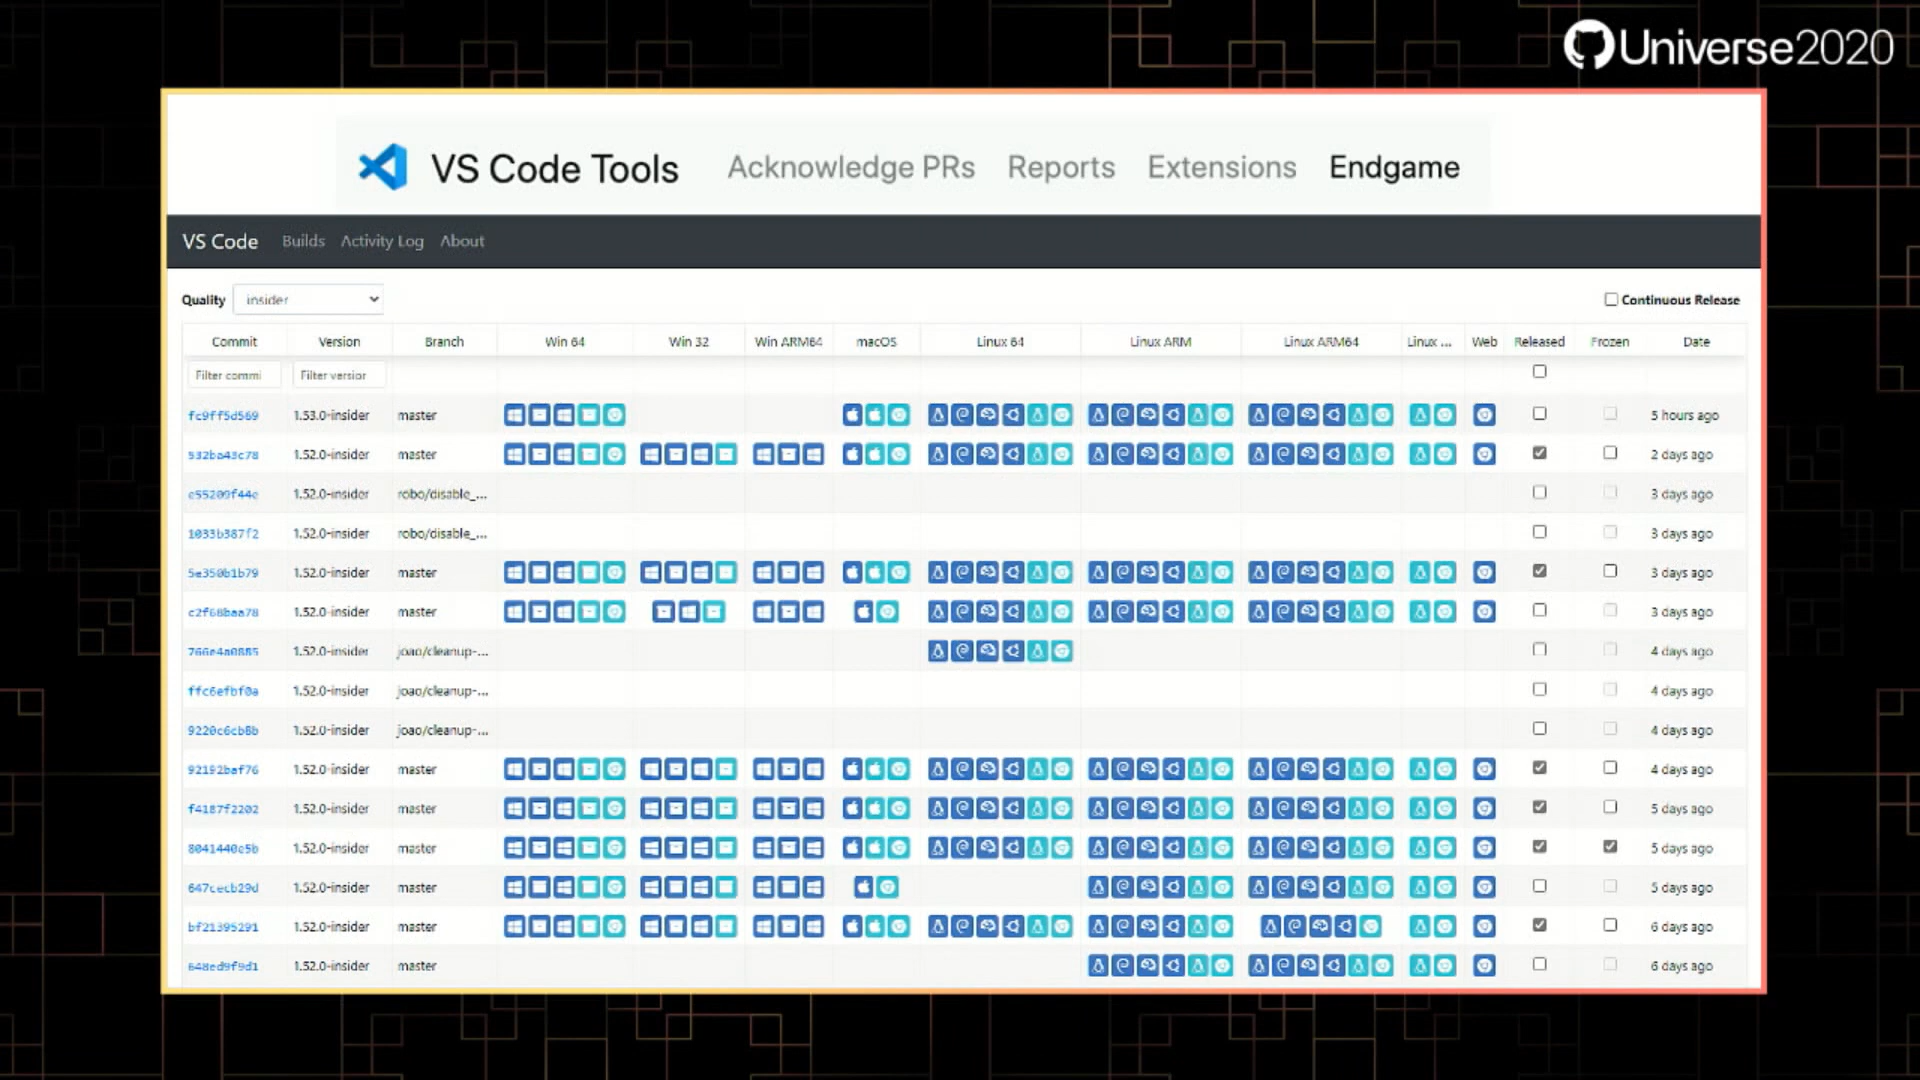 Universe2020
VS Code Tools Acknowledge PRs Reports Extensions Endgame
VS Code Builds Activity Log About
Quality insider Continuous Release
Commit Version Branch Win 64 Win 32 Win ARM64 macOS Linux 64 Linux ARM Linux ARM64 Linux ... Web Released Frozen Date
Filter commi Filter version
fc9ff5d569 1.53.0-insider master 5 hours ago
532ba43c78 1.52.0-insider master 2 days ago
e55209f44e 1.52.0-insider robo/disable_... 3 days ago
1033b387f2 1.52.0-insider robo/disable_... 3 days ago
5e350b1b79 1.52.0-insider master 3 days ago
c2f68baa78 1.52.0-insider master 3 days ago
766e4a0885 1.52.0-insider joao/cleanup-... 4 days ago
ffc6efbf0a 1.52.0-insider joao/cleanup-... 4 days ago
9220c6cb8b 1.52.0-insider joao/cleanup-... 4 days ago
92192baf76 1.52.0-insider master 4 days ago
f4187f2202 1.52.0-insider master 5 days ago
8041440e5b 1.52.0-insider master 5 days ago
647cecb29d 1.52.0-insider master 5 days ago
bf21395291 1.52.0-insider master 6 days ago
648ed9f9d1 1.52.0-insider master 6 days ago